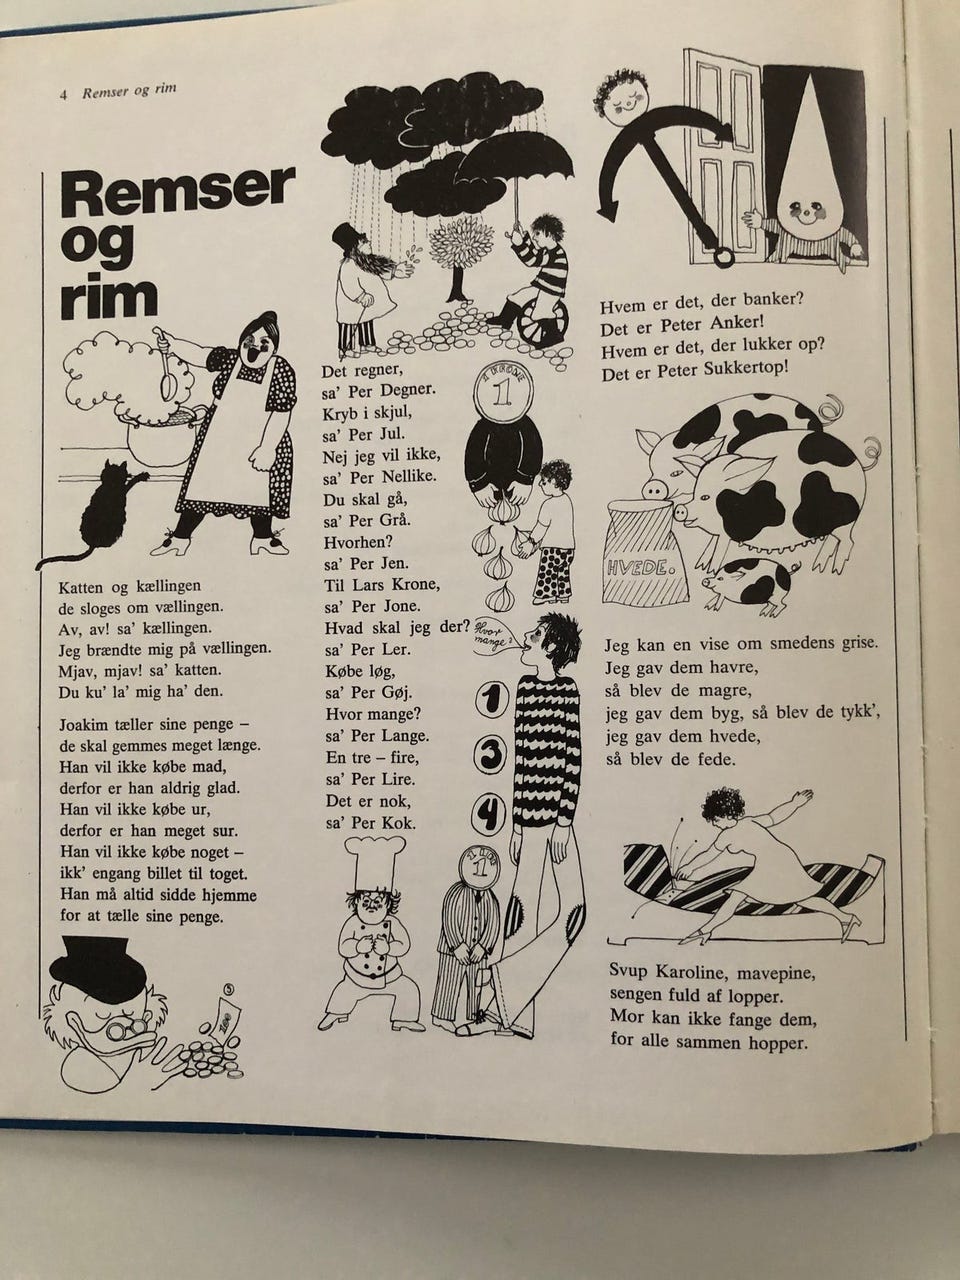 4 Remser og rim
Remser
og
rim
Katten og kællingen
de sloges om vællingen.
Av, av! sa' kællingen.
Jeg brændte mig på vællingen.
Mjav, mjav! sa' katten.
Du ku' la' mig ha' den.
Joakim tæller sine penge –
de skal gemmes meget længe.
Han vil ikke købe mad,
derfor er han aldrig glad.
Han vil ikke købe ur,
derfor er han meget sur.
Han vil ikke købe noget –
ikk' engang billet til toget.
Han må altid sidde hjemme
for at tælle sine penge.
5
Det regner,
sa' Per Degner.
Kryb i skjul,
sa' Per Jul.
Nej jeg vil ikke,
sa' Per Nellike.
Du skal gå,
sa' Per Grå.
Hvorhen?
sa' Per Jen.
Til Lars Krone,
sa' Per Jone.
Hvad skal jeg der?
sa' Per Ler.
Købe løg,
sa' Per Gøj.
Hvor mange?
sa' Per Lange.
En tre – fire,
sa' Per Lire.
Det er nok,
sa' Per Kok.
1 KRONE
1
Hvor
mange?
1
3
4
1
Hvem er det, der banker?
Det er Peter Anker!
Hvem er det, der lukker op?
Det er Peter Sukkertop!
HVEDE.
Jeg kan en vise om smedens grise.
Jeg gav dem havre,
så blev de magre,
jeg gav dem byg, så blev de tykk',
jeg gav dem hvede,
så blev de fede.
Svup Karoline, mavepine,
sengen fuld af lopper.
Mor kan ikke fange dem,
for alle sammen hopper.